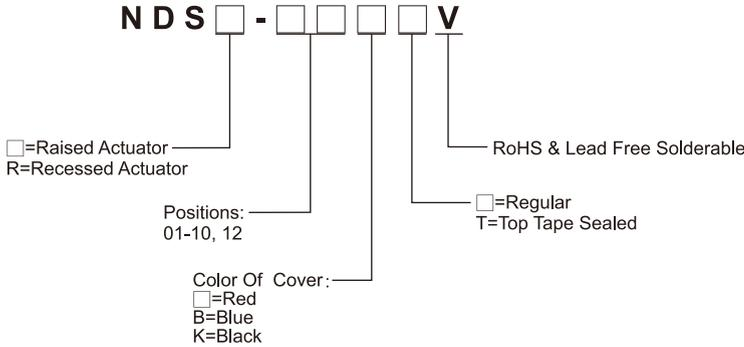 NDS□-□□□□V
□=Raised Actuator
R=Recessed Actuator
RoHS & Lead Free Solderable
Positions:
01-10, 12
□=Regular
T=Top Tape Sealed
Color Of Cover:
□=Red
B=Blue
K=Black